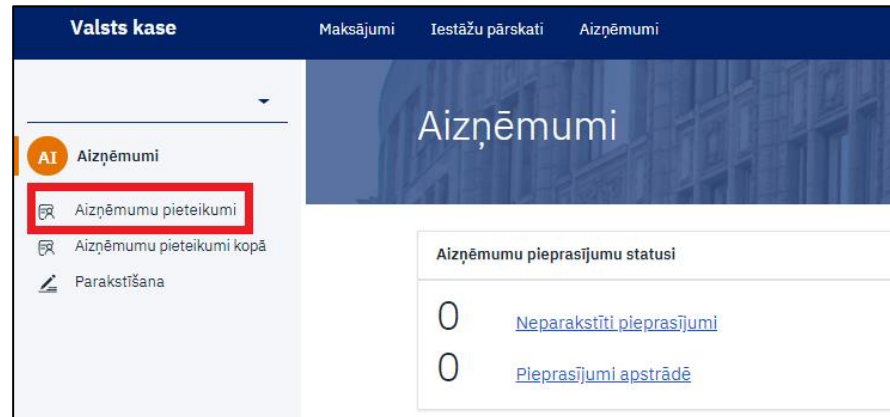 Valsts kase
Maksājumi Iestāžu pārskati Aizņēmumi
Aizņēmumi
AI Aizņēmumi
Aizņēmumu pieteikumi
Aizņēmumu pieteikumi kopā
Parakstīšana
Aizņēmumu pieprasījumu statusi
0 Neparakstīti pieprasījumi
0 Pieprasījumi apstrādē